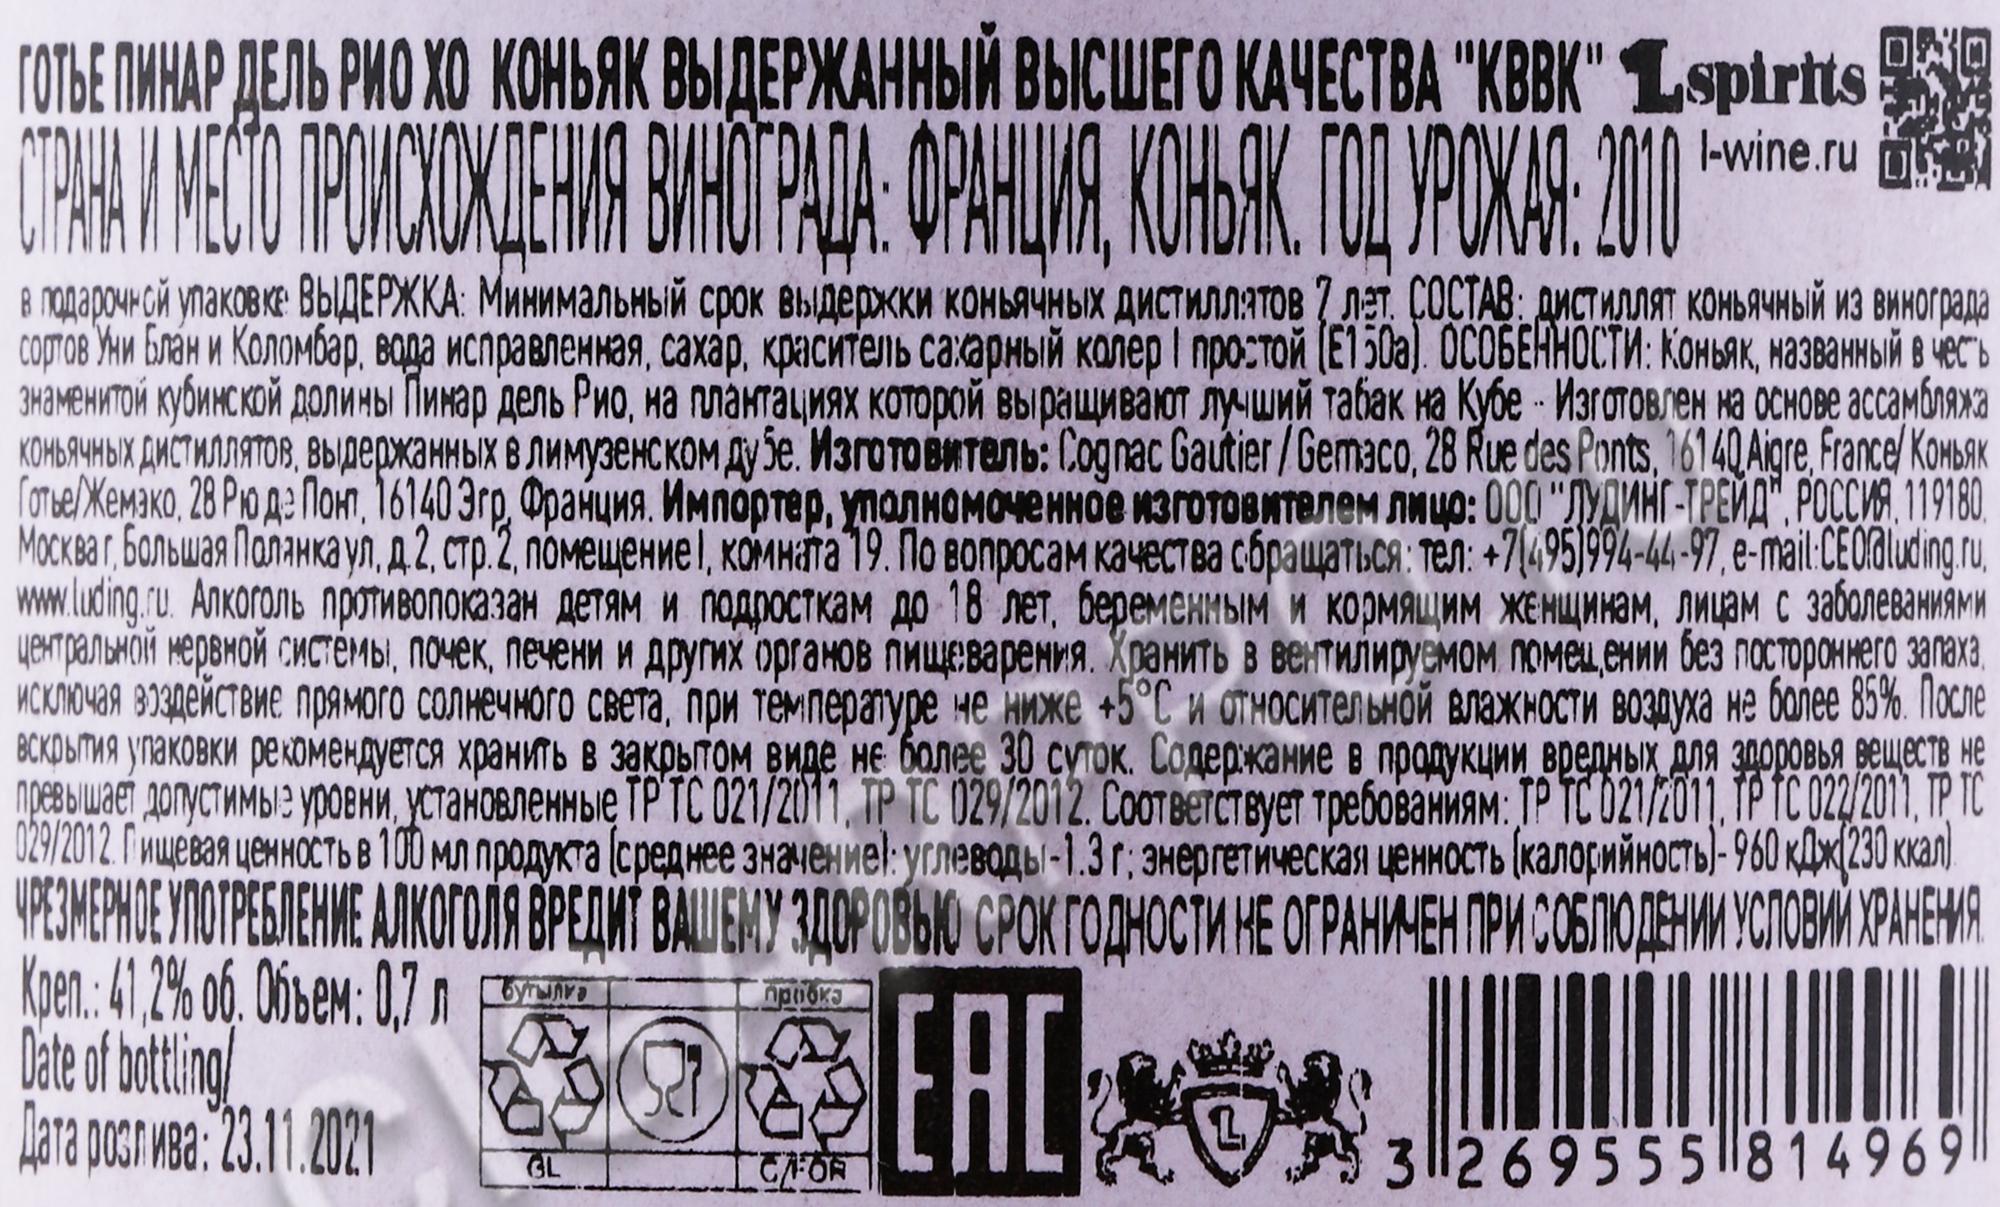 ГОТЬЕ ПИНАР ДЕЛЬ РИО ХО КОНЬЯК ВЫДЕРЖАННЫЙ ВЫСШЕГО КАЧЕСТВА "КВВК"
L spirits
l-wine.ru
СТРАНА И МЕСТО ПРОИСХОЖДЕНИЯ ВИНОГРАДА: ФРАНЦИЯ, КОНЬЯК. ГОД УРОЖАЯ: 2010
в подарочной упаковке ВЫДЕРЖКА: Минимальный срок выдержки коньячных дистиллятов 7 лет. СОСТАВ: дистиллят коньячный из винограда
сортов Уни Блан и Коломбар, вода исправленная, сахар, краситель сахарный колер I простой (E150a). ОСОБЕННОСТИ: Коньяк, названный в честь
знаменитой кубинской долины Пинар дель Рио, на плантациях которой выращивают лучший табак на Кубе - Изготовлен на основе ассамбляжа
коньячных дистиллятов, выдержанных в лимузенском дубе. Изготовитель: Cognac Gautier / Gemaco, 28 Rue des Ponts, 16140 Aigre, France/ Коньяк
Готье/Жемако, 28 Рю де Понт, 16140 Эгр, Франция. Импортер, уполномоченное изготовителем лицо: ООО "ЛУДИНГ-ТРЕЙД", РОССИЯ, 119180,
Москва г, Большая Полянка ул, д.2, стр.2, помещение I, комната 19. По вопросам качества обращаться: тел: +7(495)994-44-97, e-mail:CEO@luding.ru,
www.luding.ru. Алкоголь противопоказан детям и подросткам до 18 лет, беременным и кормящим женщинам, лицам с заболеваниями
центральной нервной системы, почек, печени и других органов пищеварения. Хранить в вентилируемом помещении без постороннего запаха,
исключая воздействие прямого солнечного света, при температуре не ниже +5°С и относительной влажности воздуха не более 85%. После
вскрытия упаковки рекомендуется хранить в закрытом виде не более 30 суток. Содержание в продукции вредных для здоровья веществ не
превышает допустимые уровни, установленные ТР ТС 021/2011, ТР ТС 029/2012. Соответствует требованиям: ТР ТС 021/2011, ТР ТС 022/2011, ТР ТС
029/2012. Пищевая ценность в 100 мл продукта (среднее значение): углеводы -1.3 г; энергетическая ценность (калорийность)- 960 кДж(230 ккал)
ЧРЕЗМЕРНОЕ УПОТРЕБЛЕНИЕ АЛКОГОЛЯ ВРЕДИТ ВАШЕМУ ЗДОРОВЬЮ СРОК ГОДНОСТИ НЕ ОГРАНИЧЕН ПРИ СОБЛЮДЕНИИ УСЛОВИЙ ХРАНЕНИЯ.
Креп.: 41,2% об. Объем: 0,7 л
Date of bottling/
Дата розлива: 23.11.2021
бутылка пробка
GL C/FOR
EAC
L
3 269555 814969